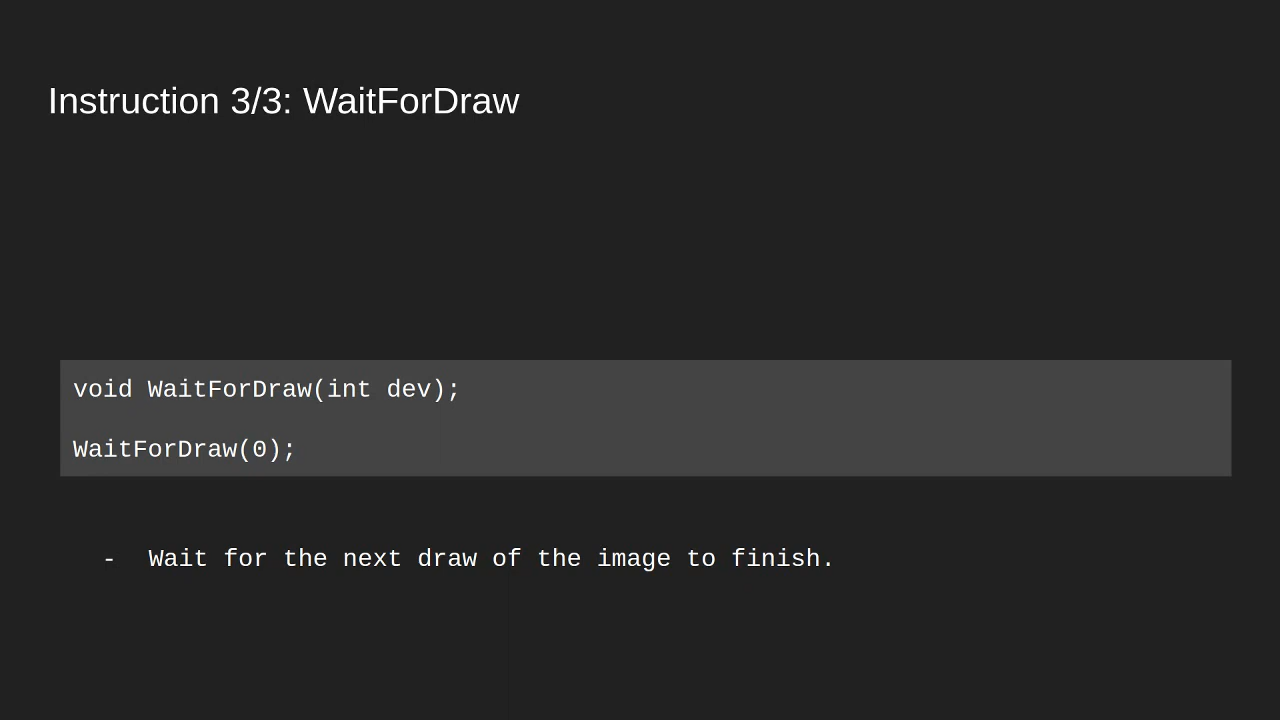 Instruction 3/3: WaitForDraw
void WaitForDraw(int dev);
WaitForDraw(0);
- Wait for the next draw of the image to finish.